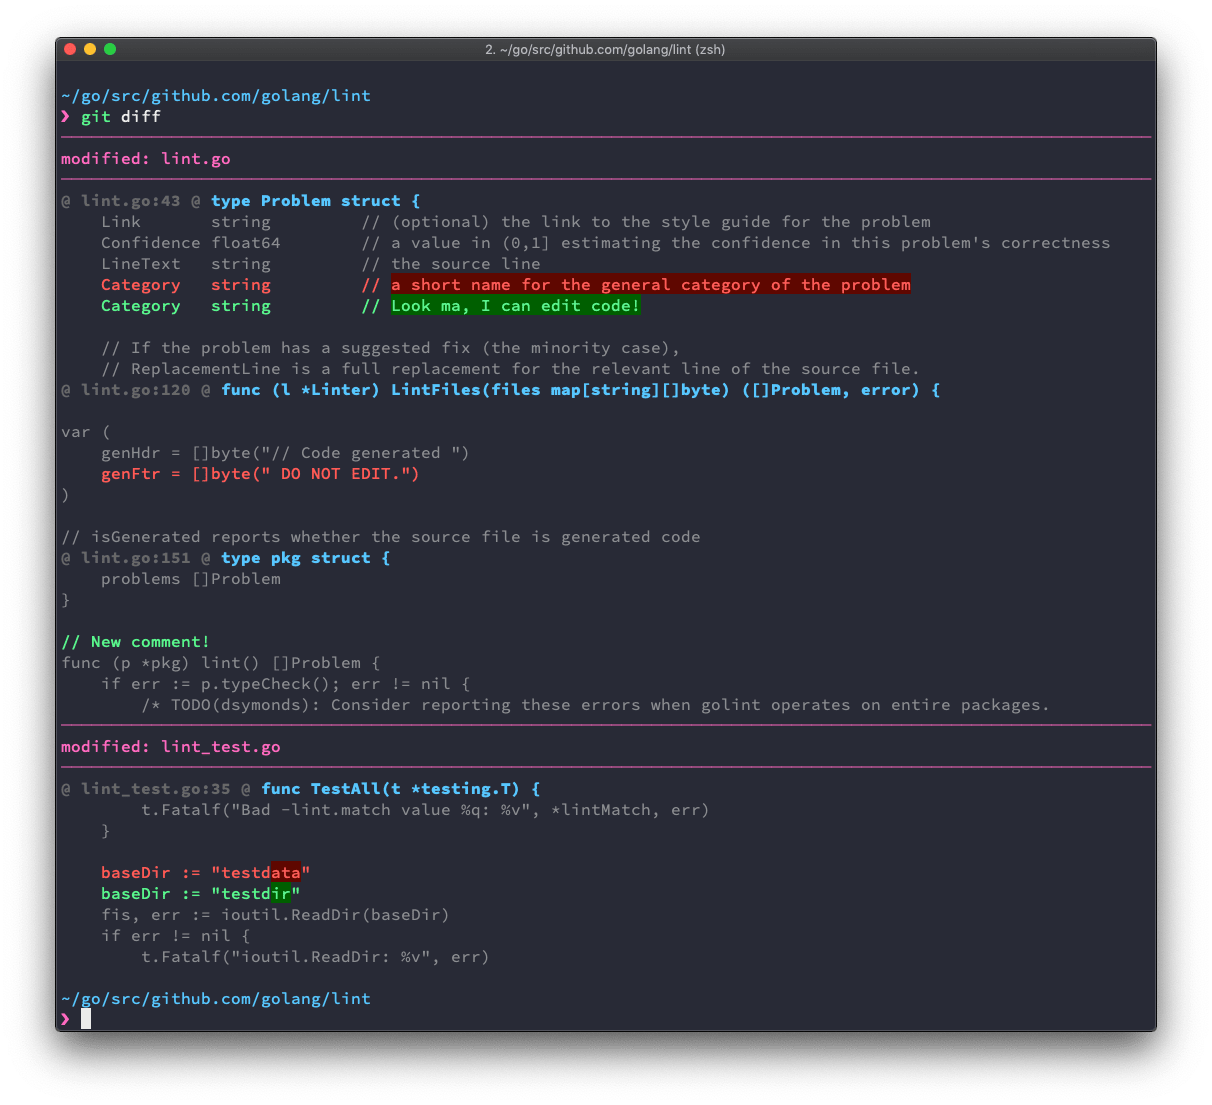 2. ~/go/src/github.com/golang/lint (zsh)
~/go/src/github.com/golang/lint
❯ git diff
modified: lint.go
@ lint.go:43 @ type Problem struct {
    Link       string         // (optional) the link to the style guide for the problem
    Confidence float64        // a value in (0,1] estimating the confidence in this problem's correctness
    LineText   string         // the source line
    Category   string         // a short name for the general category of the problem
    Category   string         // Look ma, I can edit code!
    // If the problem has a suggested fix (the minority case),
    // ReplacementLine is a full replacement for the relevant line of the source file.
@ lint.go:120 @ func (l *Linter) LintFiles(files map[string][]byte) ([]Problem, error) {
var (
    genHdr = []byte("// Code generated ")
    genFtr = []byte(" DO NOT EDIT.")
)
// isGenerated reports whether the source file is generated code
@ lint.go:151 @ type pkg struct {
    problems []Problem
}
// New comment!
func (p *pkg) lint() []Problem {
    if err := p.typeCheck(); err != nil {
        /* TODO(dsymonds): Consider reporting these errors when golint operates on entire packages.
modified: lint_test.go
@ lint_test.go:35 @ func TestAll(t *testing.T) {
        t.Fatalf("Bad -lint.match value %q: %v", *lintMatch, err)
    }
    baseDir := "testdata"
    baseDir := "testdir"
    fis, err := ioutil.ReadDir(baseDir)
    if err != nil {
        t.Fatalf("ioutil.ReadDir: %v", err)
~/go/src/github.com/golang/lint
❯